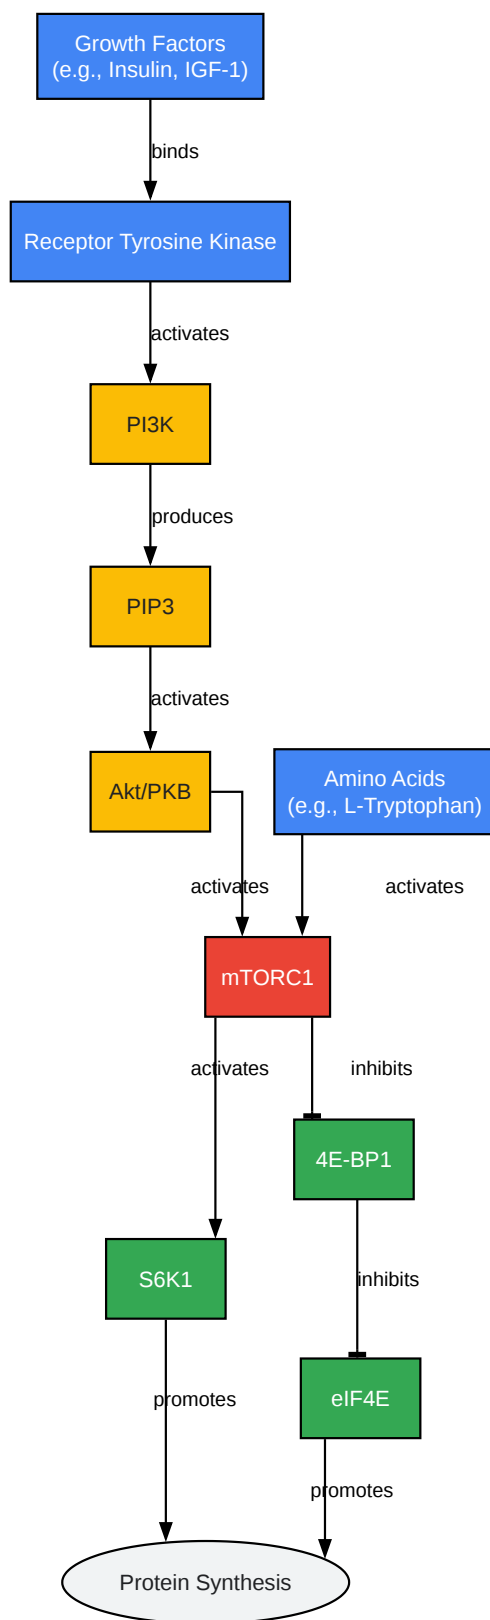 Growth Factors
(e.g., Insulin, IGF-1)
binds
Receptor Tyrosine Kinase
activates
PI3K
produces
PIP3
activates
Akt/PKB
Amino Acids
(e.g., L-Tryptophan)
activates
activates
mTORC1
activates
inhibits
4E-BP1
S6K1
inhibits
eIF4E
promotes
promotes
Protein Synthesis